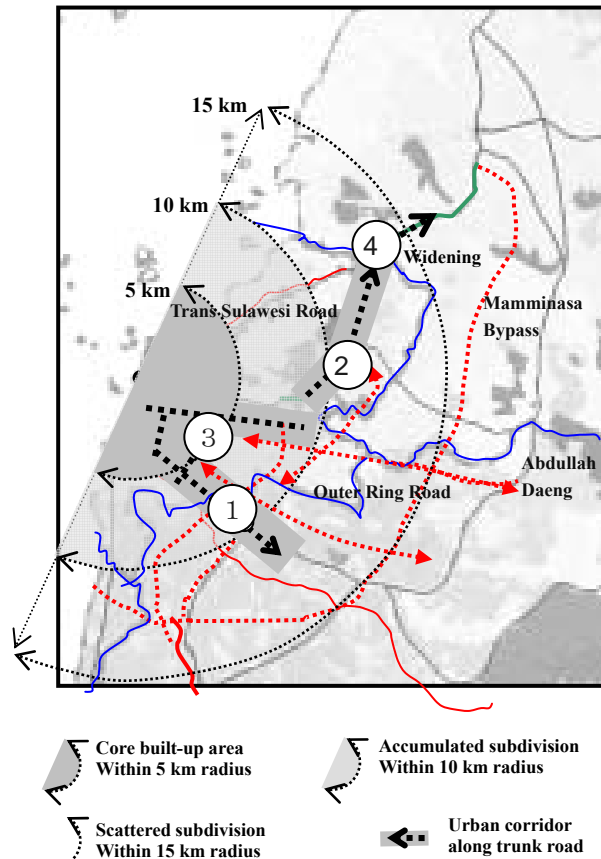 15 km
10 km
5 km
4
Widening
Trans Sulawesi Road
Mamminasa
Bypass
2
3
Abdullah
Daeng
Outer Ring Road
1
Core built-up area
Within 5 km radius
Accumulated subdivision
Within 10 km radius
Scattered subdivision
Within 15 km radius
Urban corridor
along trunk road